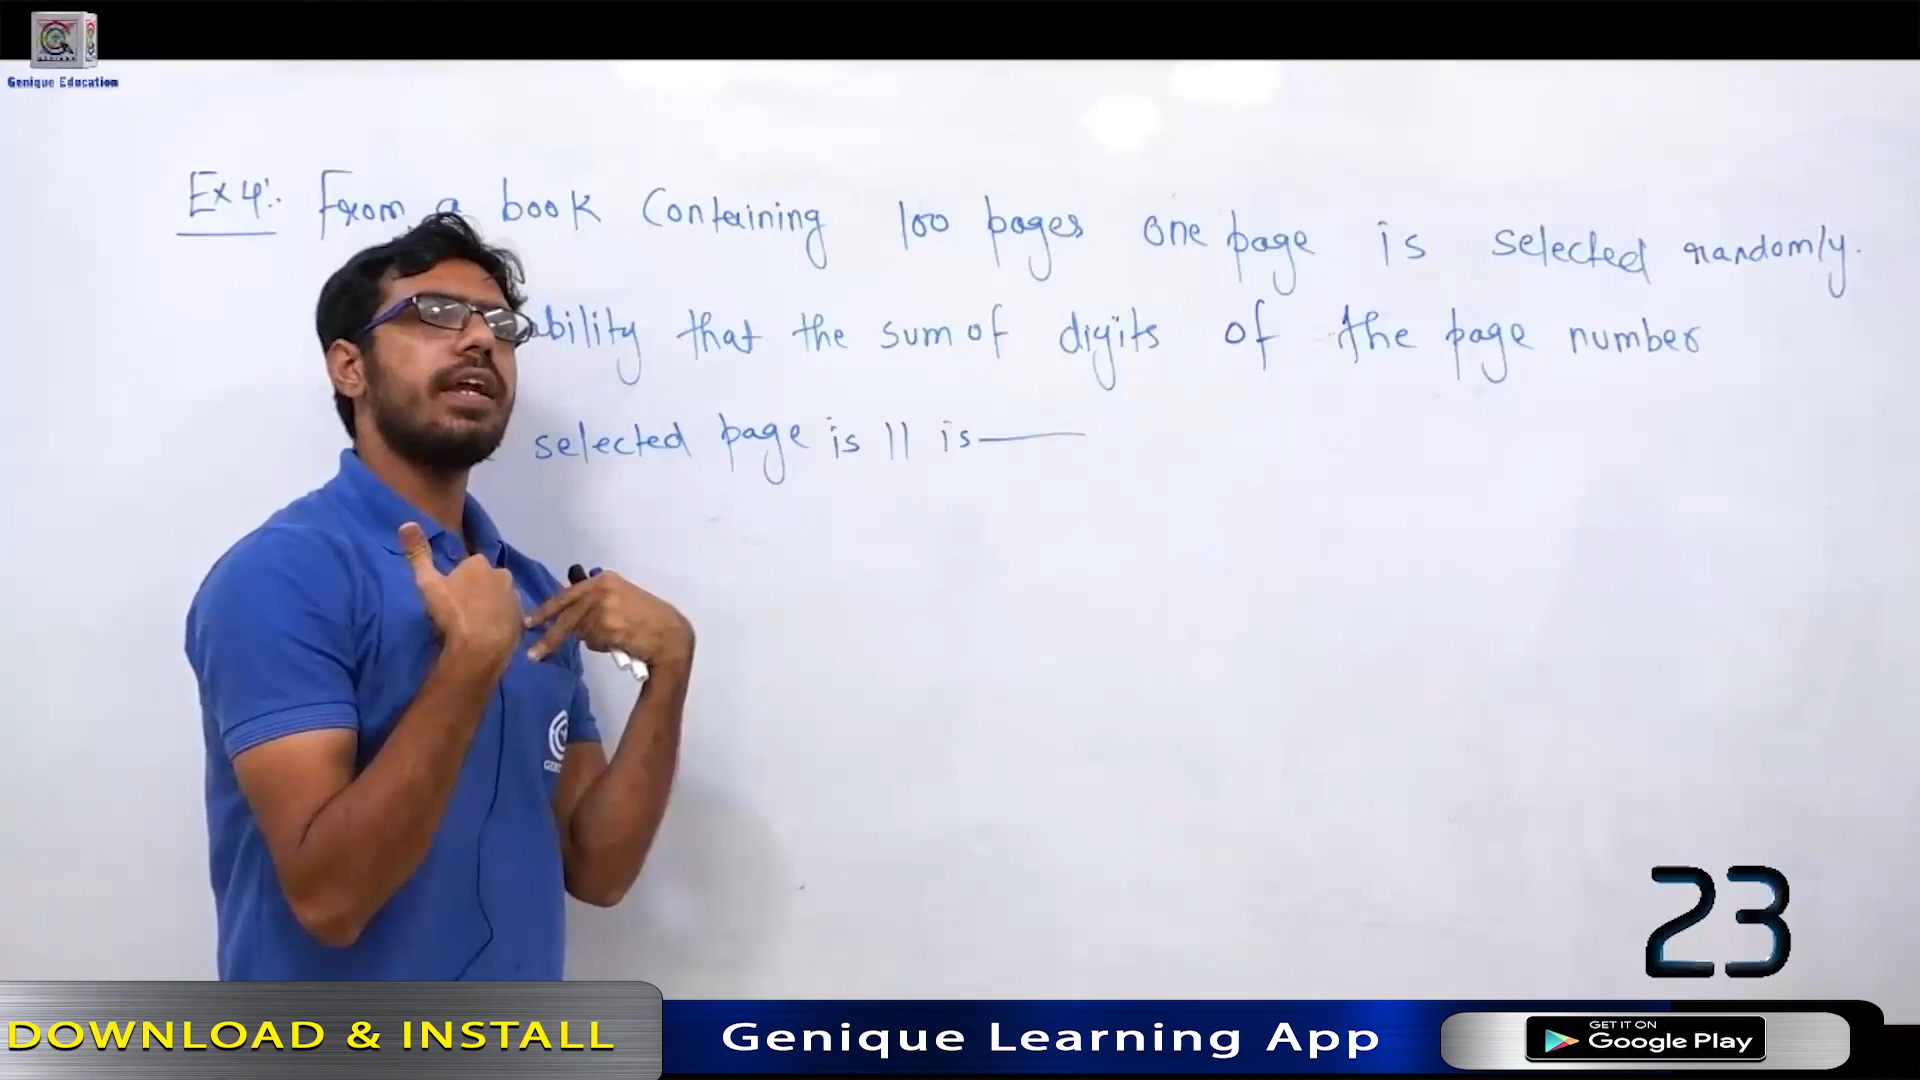 Genique Education
Ex 4:. From a book Containing 100 pages one page is selected randomly.
that the sum of digits of the page number
selected page is 11 is
23
DOWNLOAD & INSTALL
Genique Learning App
GET IT ON
Google Play